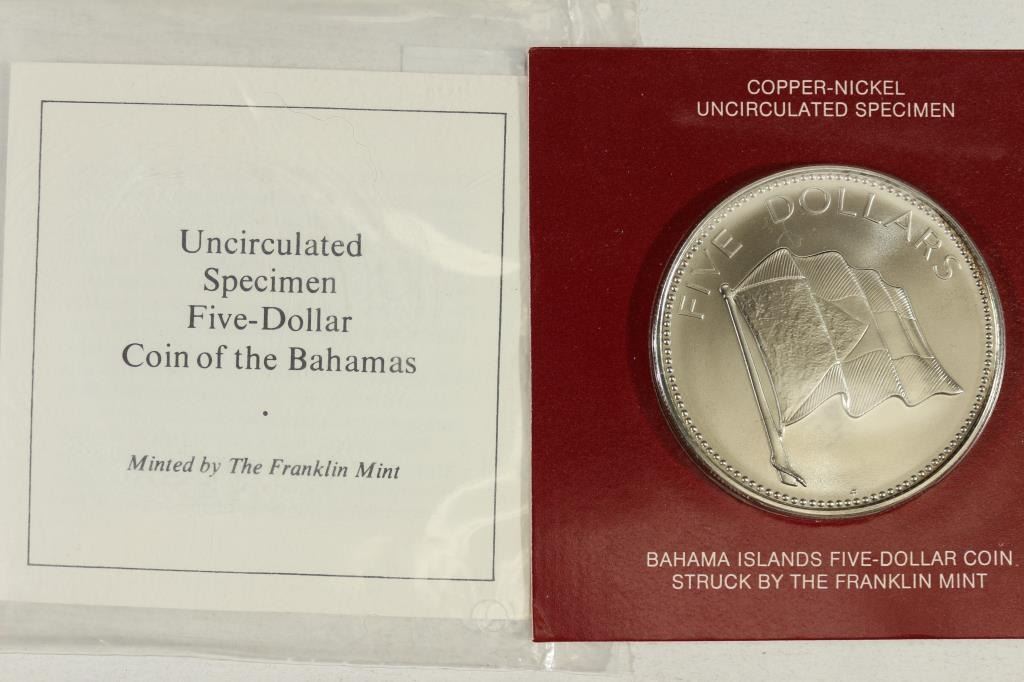 Uncirculated
Specimen
Five-Dollar
Coin of the Bahamas
Minted by The Franklin Mint
COPPER-NICKEL
UNCIRCULATED SPECIMEN
FIVE DOLLARS
BAHAMA ISLANDS FIVE-DOLLAR COIN
STRUCK BY THE FRANKLIN MINT